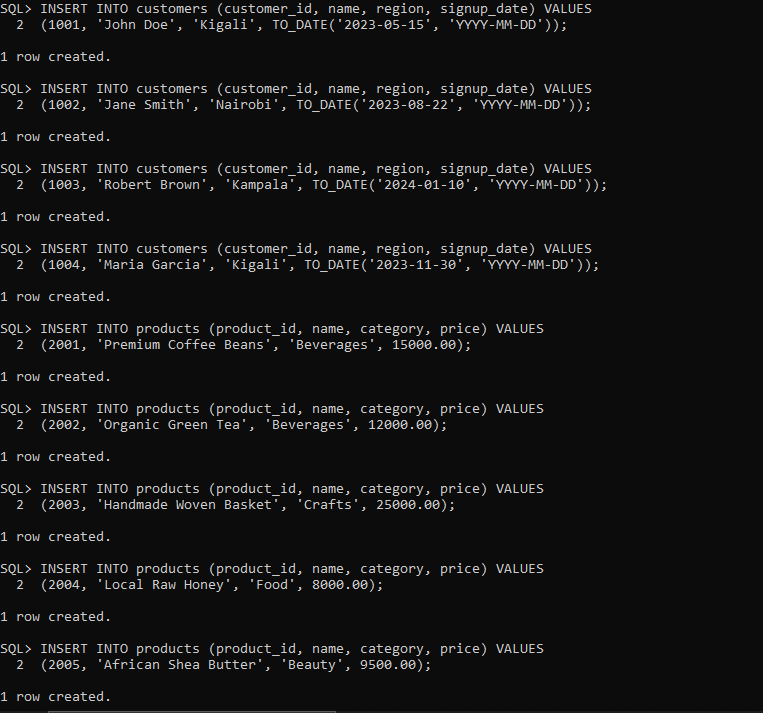 SQL> INSERT INTO customers (customer_id, name, region, signup_date) VALUES
2 (1001, 'John Doe', 'Kigali', TO_DATE('2023-05-15', 'YYYY-MM-DD'));
1 row created.
SQL> INSERT INTO customers (customer_id, name, region, signup_date) VALUES
2 (1002, 'Jane Smith', 'Nairobi', TO_DATE('2023-08-22', 'YYYY-MM-DD'));
1 row created.
SQL> INSERT INTO customers (customer_id, name, region, signup_date) VALUES
2 (1003, 'Robert Brown', 'Kampala', TO_DATE('2024-01-10', 'YYYY-MM-DD'));
1 row created.
SQL> INSERT INTO customers (customer_id, name, region, signup_date) VALUES
2 (1004, 'Maria Garcia', 'Kigali', TO_DATE('2023-11-30', 'YYYY-MM-DD'));
1 row created.
SQL> INSERT INTO products (product_id, name, category, price) VALUES
2 (2001, 'Premium Coffee Beans', 'Beverages', 15000.00);
1 row created.
SQL> INSERT INTO products (product_id, name, category, price) VALUES
2 (2002, 'Organic Green Tea', 'Beverages', 12000.00);
1 row created.
SQL> INSERT INTO products (product_id, name, category, price) VALUES
2 (2003, 'Handmade Woven Basket', 'Crafts', 25000.00);
1 row created.
SQL> INSERT INTO products (product_id, name, category, price) VALUES
2 (2004, 'Local Raw Honey', 'Food', 8000.00);
1 row created.
SQL> INSERT INTO products (product_id, name, category, price) VALUES
2 (2005, 'African Shea Butter', 'Beauty', 9500.00);
1 row created.